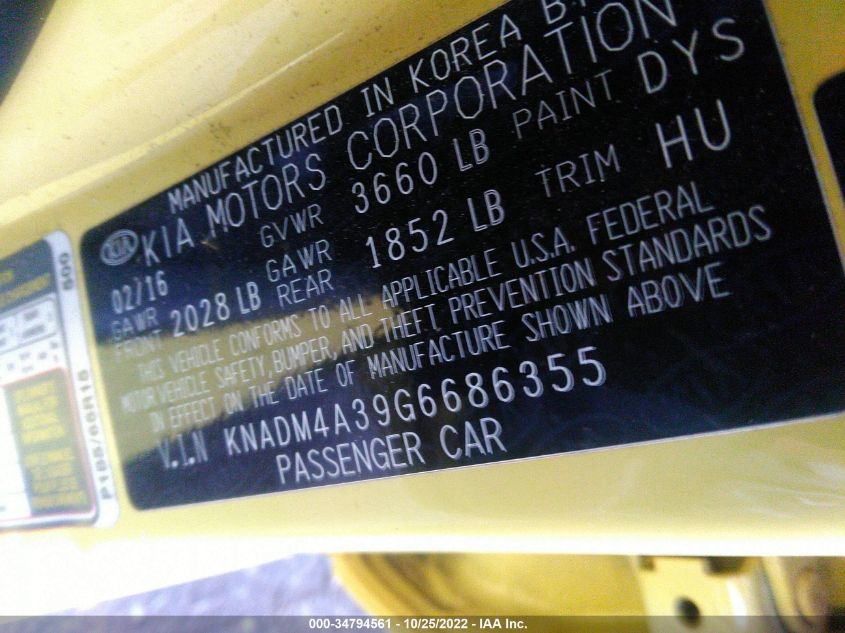 MANUFACTURED IN KOREA
KIA KIA MOTORS CORPORATION
02/16 GVWR 3660 LB PAINT DYS
GAWR FRONT 2028 LB GAWR REAR 1852 LB TRIM HU
THIS VEHICLE CONFORMS TO ALL APPLICABLE U.S.A. FEDERAL
MOTOR VEHICLE SAFETY, BUMPER, AND THEFT PREVENTION STANDARDS
IN EFFECT ON THE DATE OF MANUFACTURE SHOWN ABOVE
V.I.N KNADM4A39G6686355
PASSENGER CAR
000-34794561 - 10/25/2022 - IAA Inc.